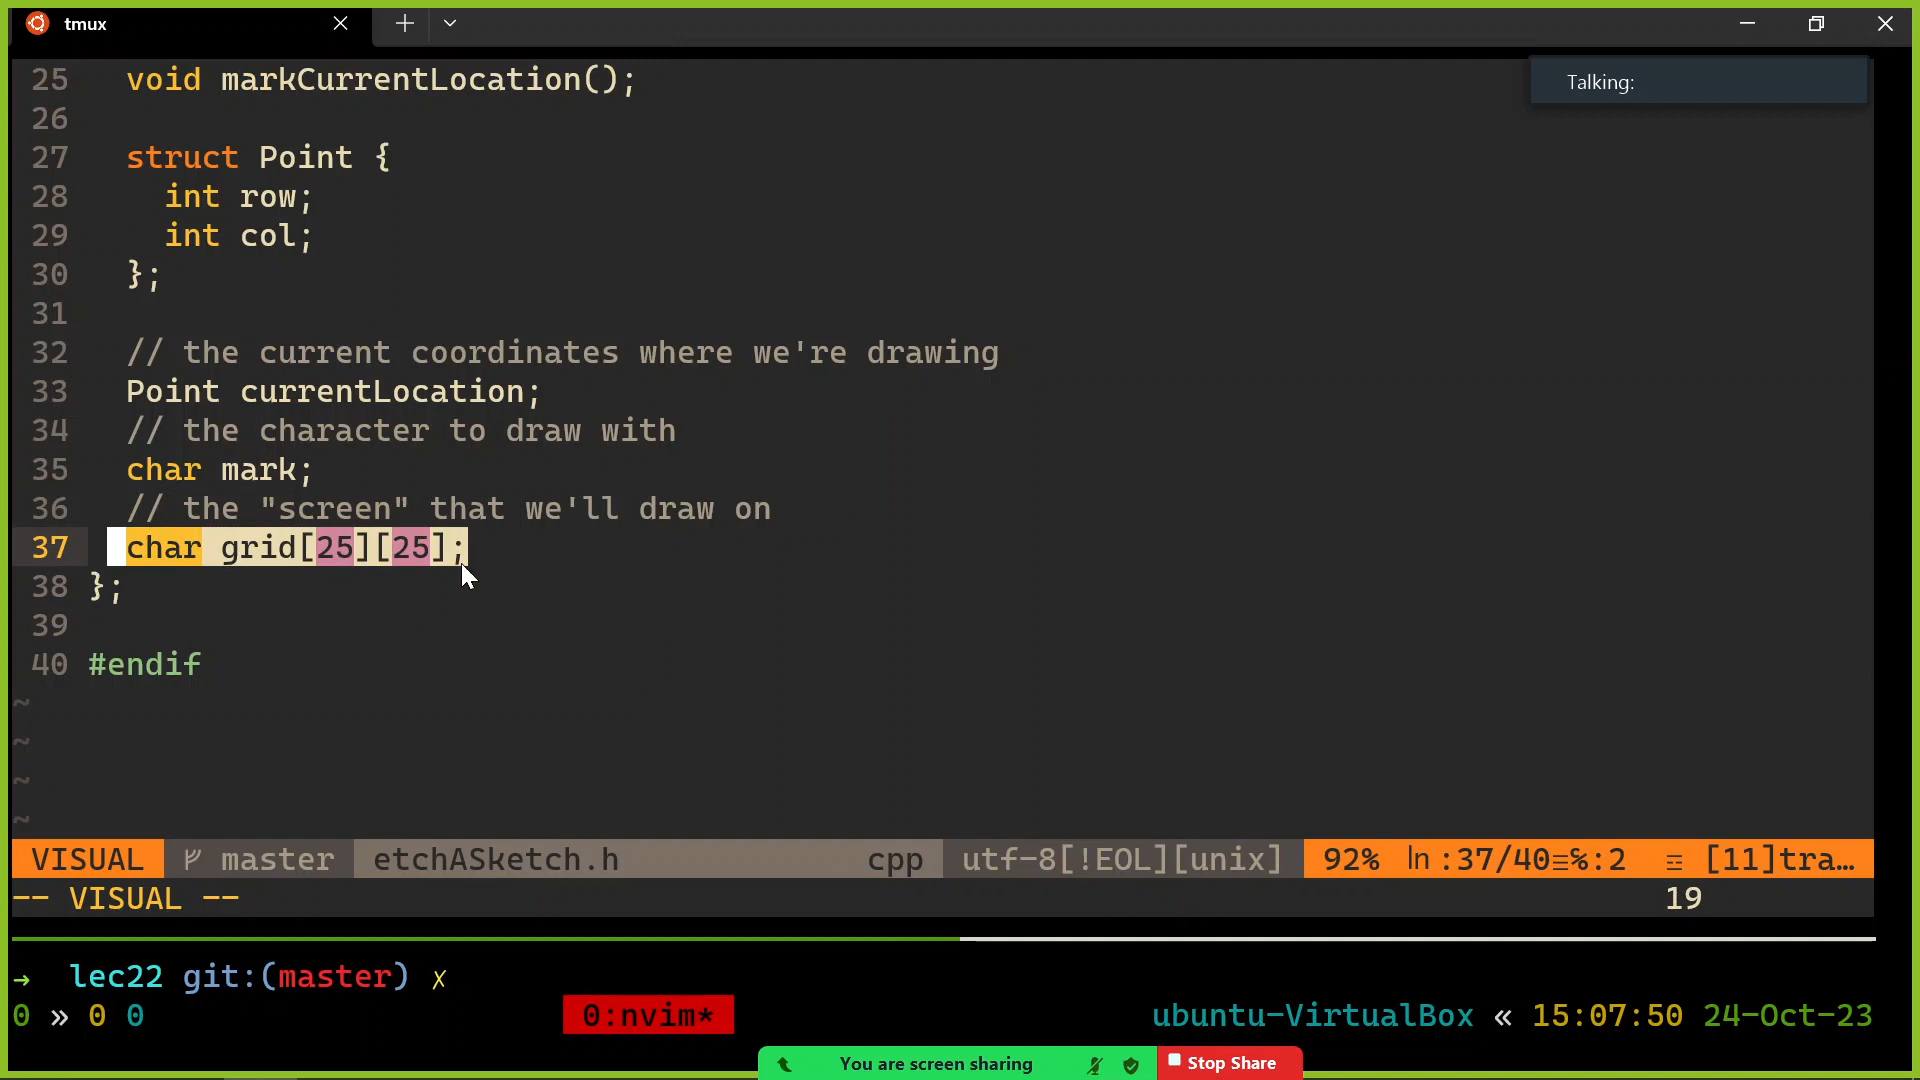 tmux
25 void markCurrentLocation();
Talking:
26
27 struct Point {
28 int row;
29 int col;
30 };
31
32 // the current coordinates where we're drawing
33 Point currentLocation;
34 // the character to draw with
35 char mark;
36 // the "screen" that we'll draw on
37 char grid[25][25];
38 };
39
40 #endif
~
~
~
~
VISUAL master etchASketch.h cpp utf-8[!EOL][unix] 92% ln :37/40≡%:2 ☲ [11]tra…
-- VISUAL -- 19
→ lec22 git:(master) ✗
0 » 0 0 0:nvim* ubuntu-VirtualBox « 15:07:50 24-Oct-23
You are screen sharing Stop Share